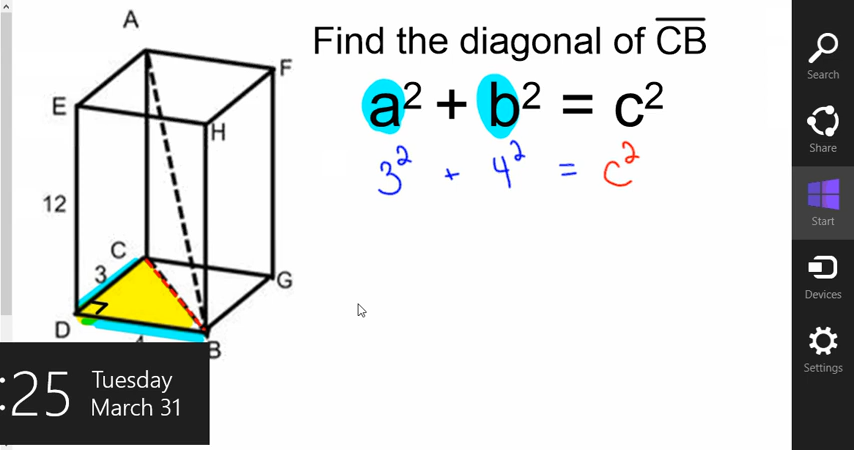 A
Find the diagonal of CB
F
a² + b² = c²
E
H
3² + 4² = c²
12
C
3
G
D
B
:25
Tuesday
March 31
Search
Share
Start
Devices
Settings